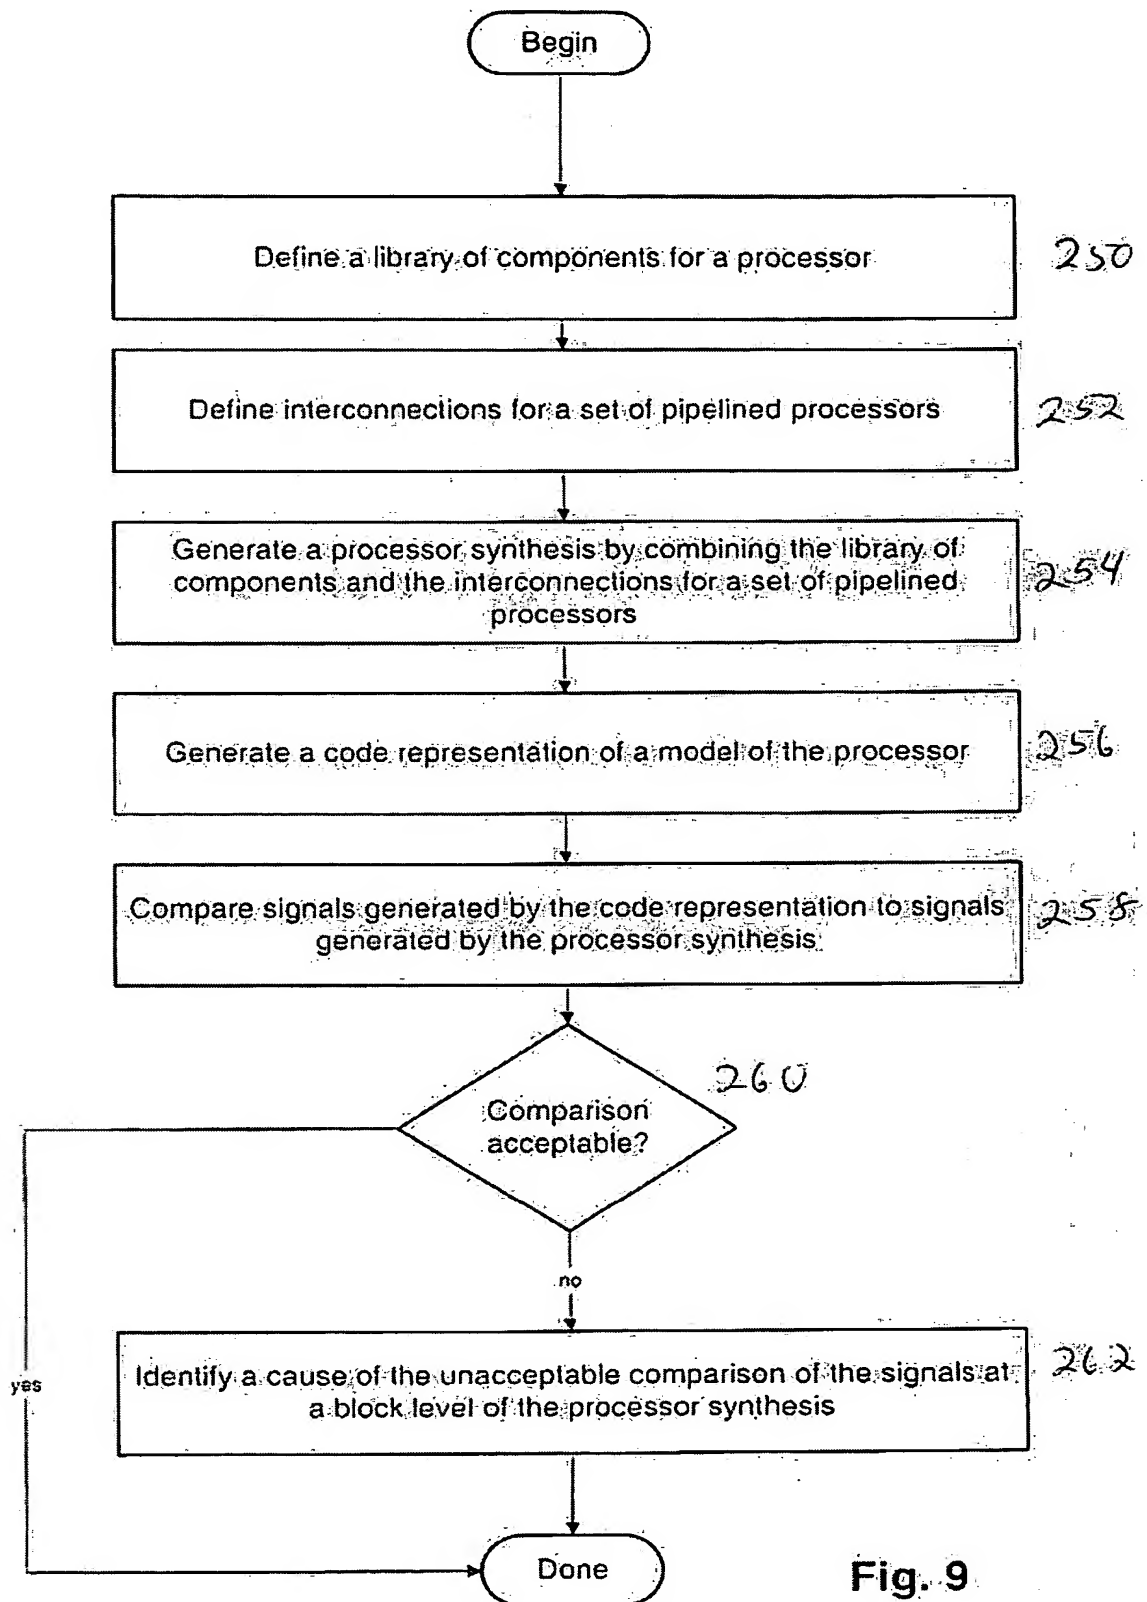 Begin
Define a library of components for a processor
250
Define interconnections for a set of pipelined processors
252
Generate a processor synthesis by combining the library of
components and the interconnections for a set of pipelined
processors
254
Generate a code representation of a model of the processor
256
Compare signals generated by the code representation to signals
generated by the processor synthesis
258
Comparison
acceptable?
260
no
yes
Identify a cause of the unacceptable comparison of the signals at
a block level of the processor synthesis
262
Done
Fig. 9